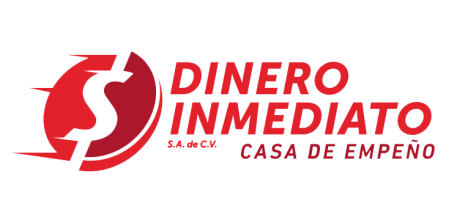 $
DINERO
INMEDIATO
S.A. de C.V.
CASA DE EMPEÑO